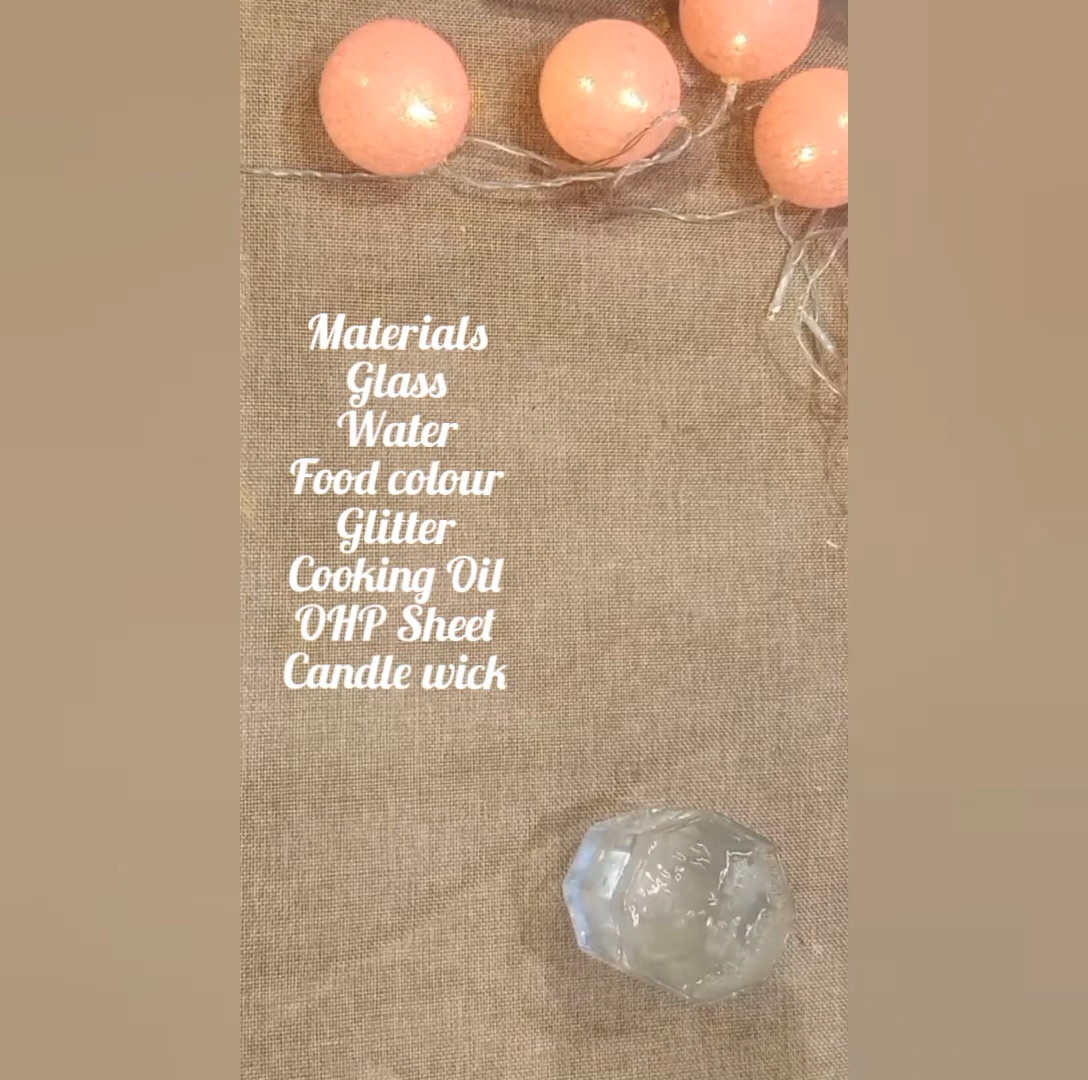 Materials
Glass
Water
Food colour
Glitter
Cooking Oil
OHP Sheet
Candle wick